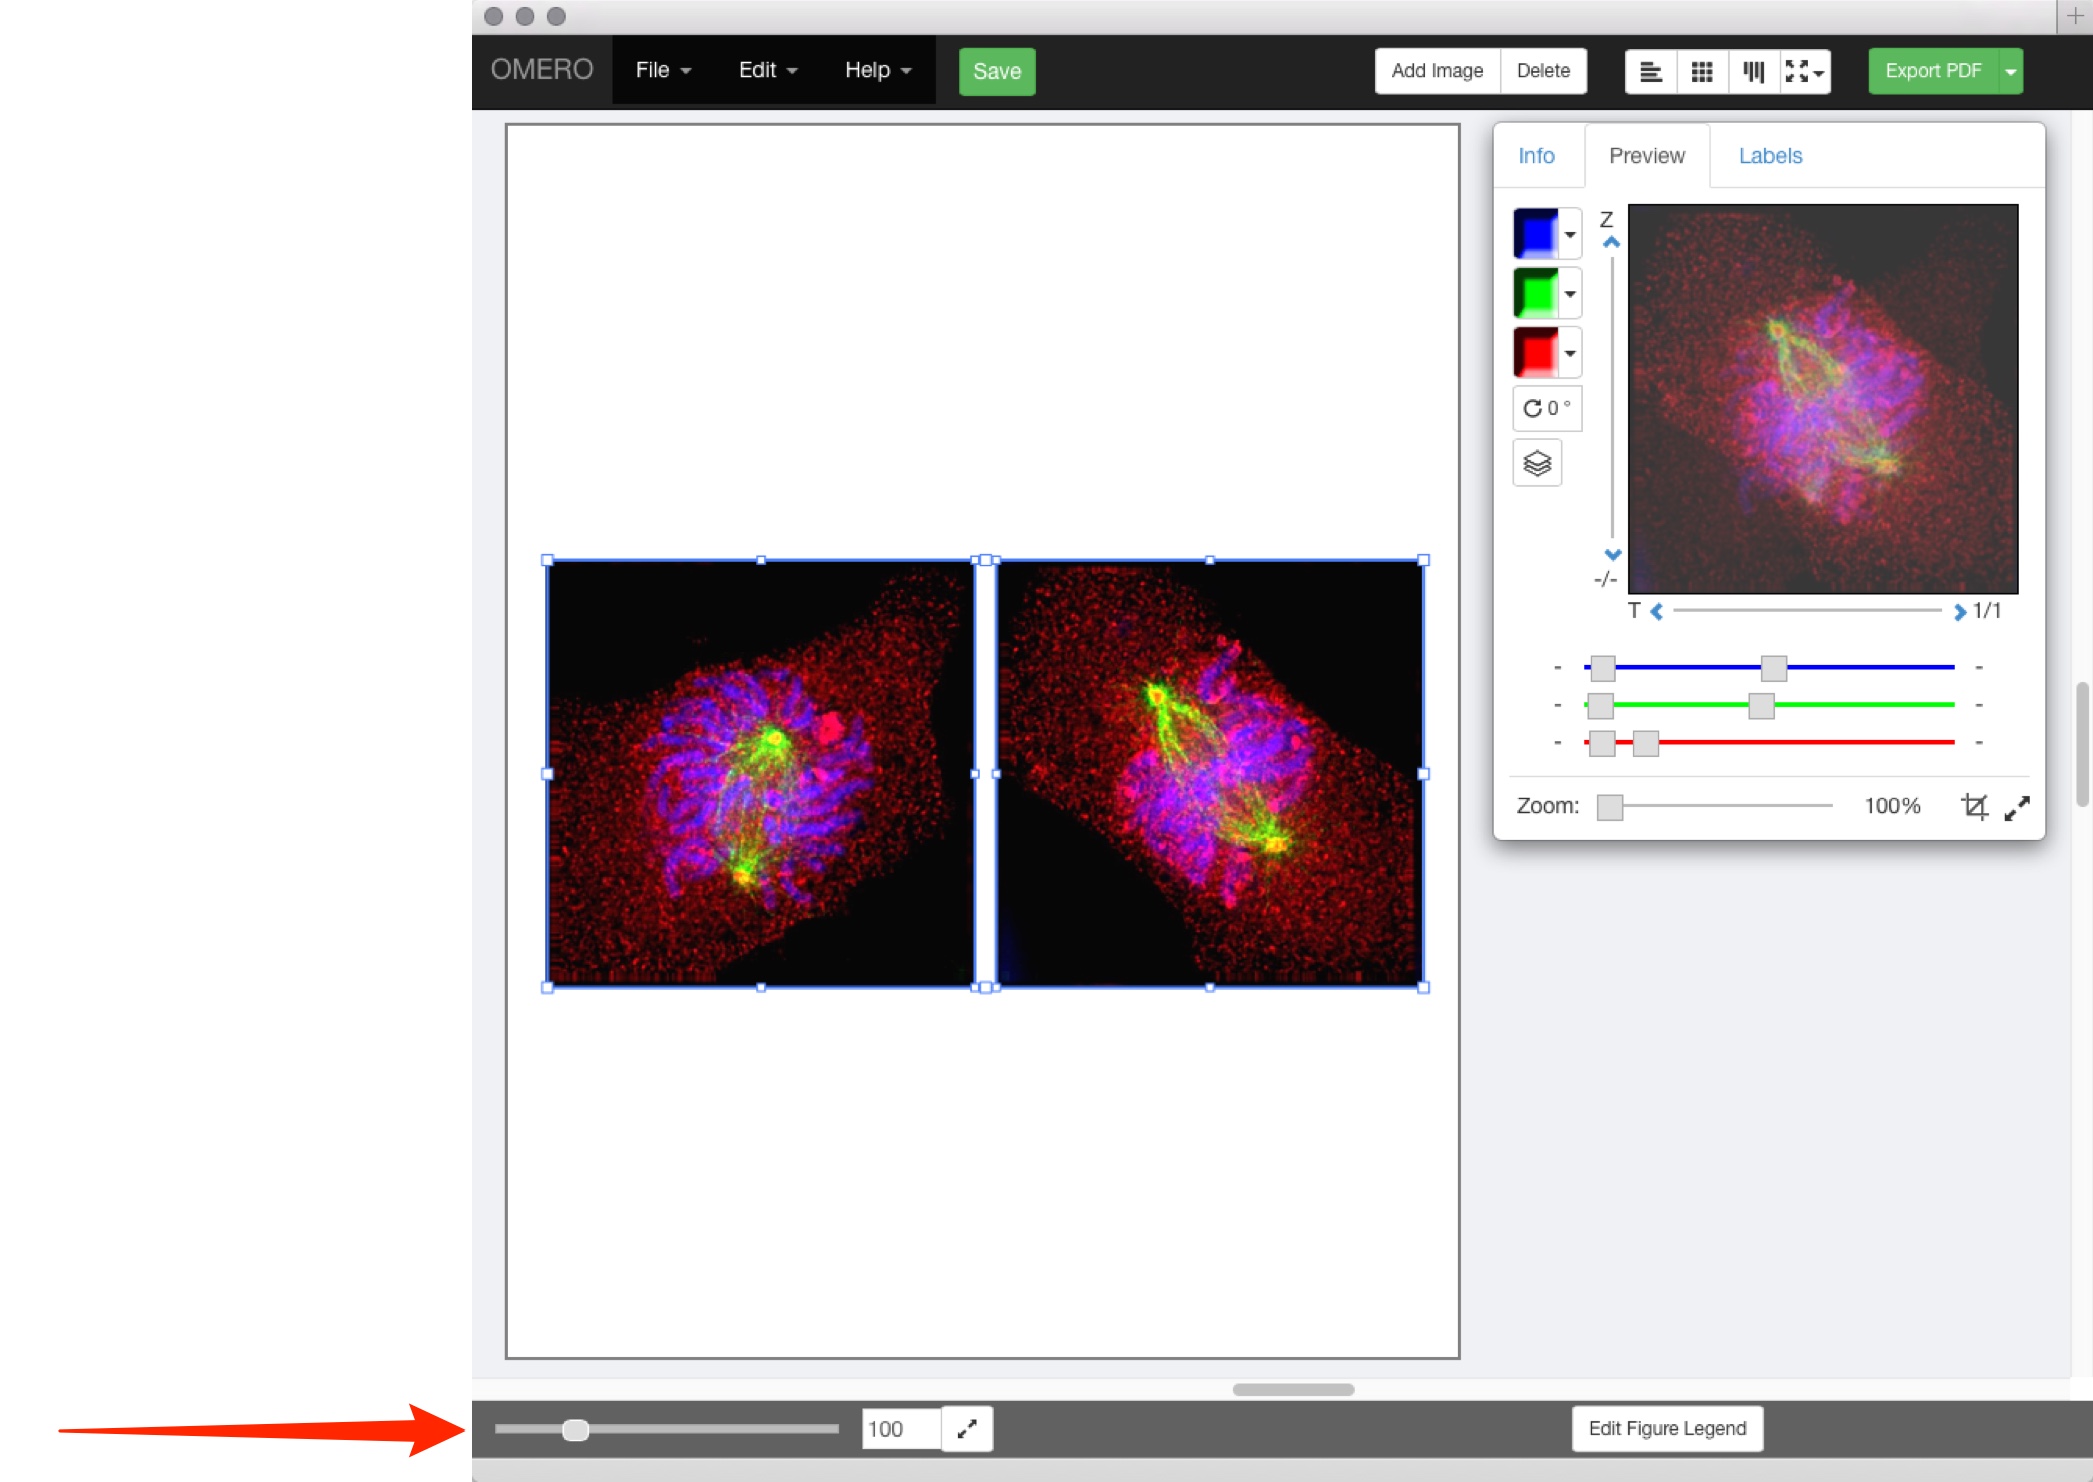 OMERO File Edit Help Save Add Image Delete Export PDF
Info Preview Labels
Z
0 °
-/-
T 1/1
- -
- -
- -
Zoom: 100%
100 Edit Figure Legend